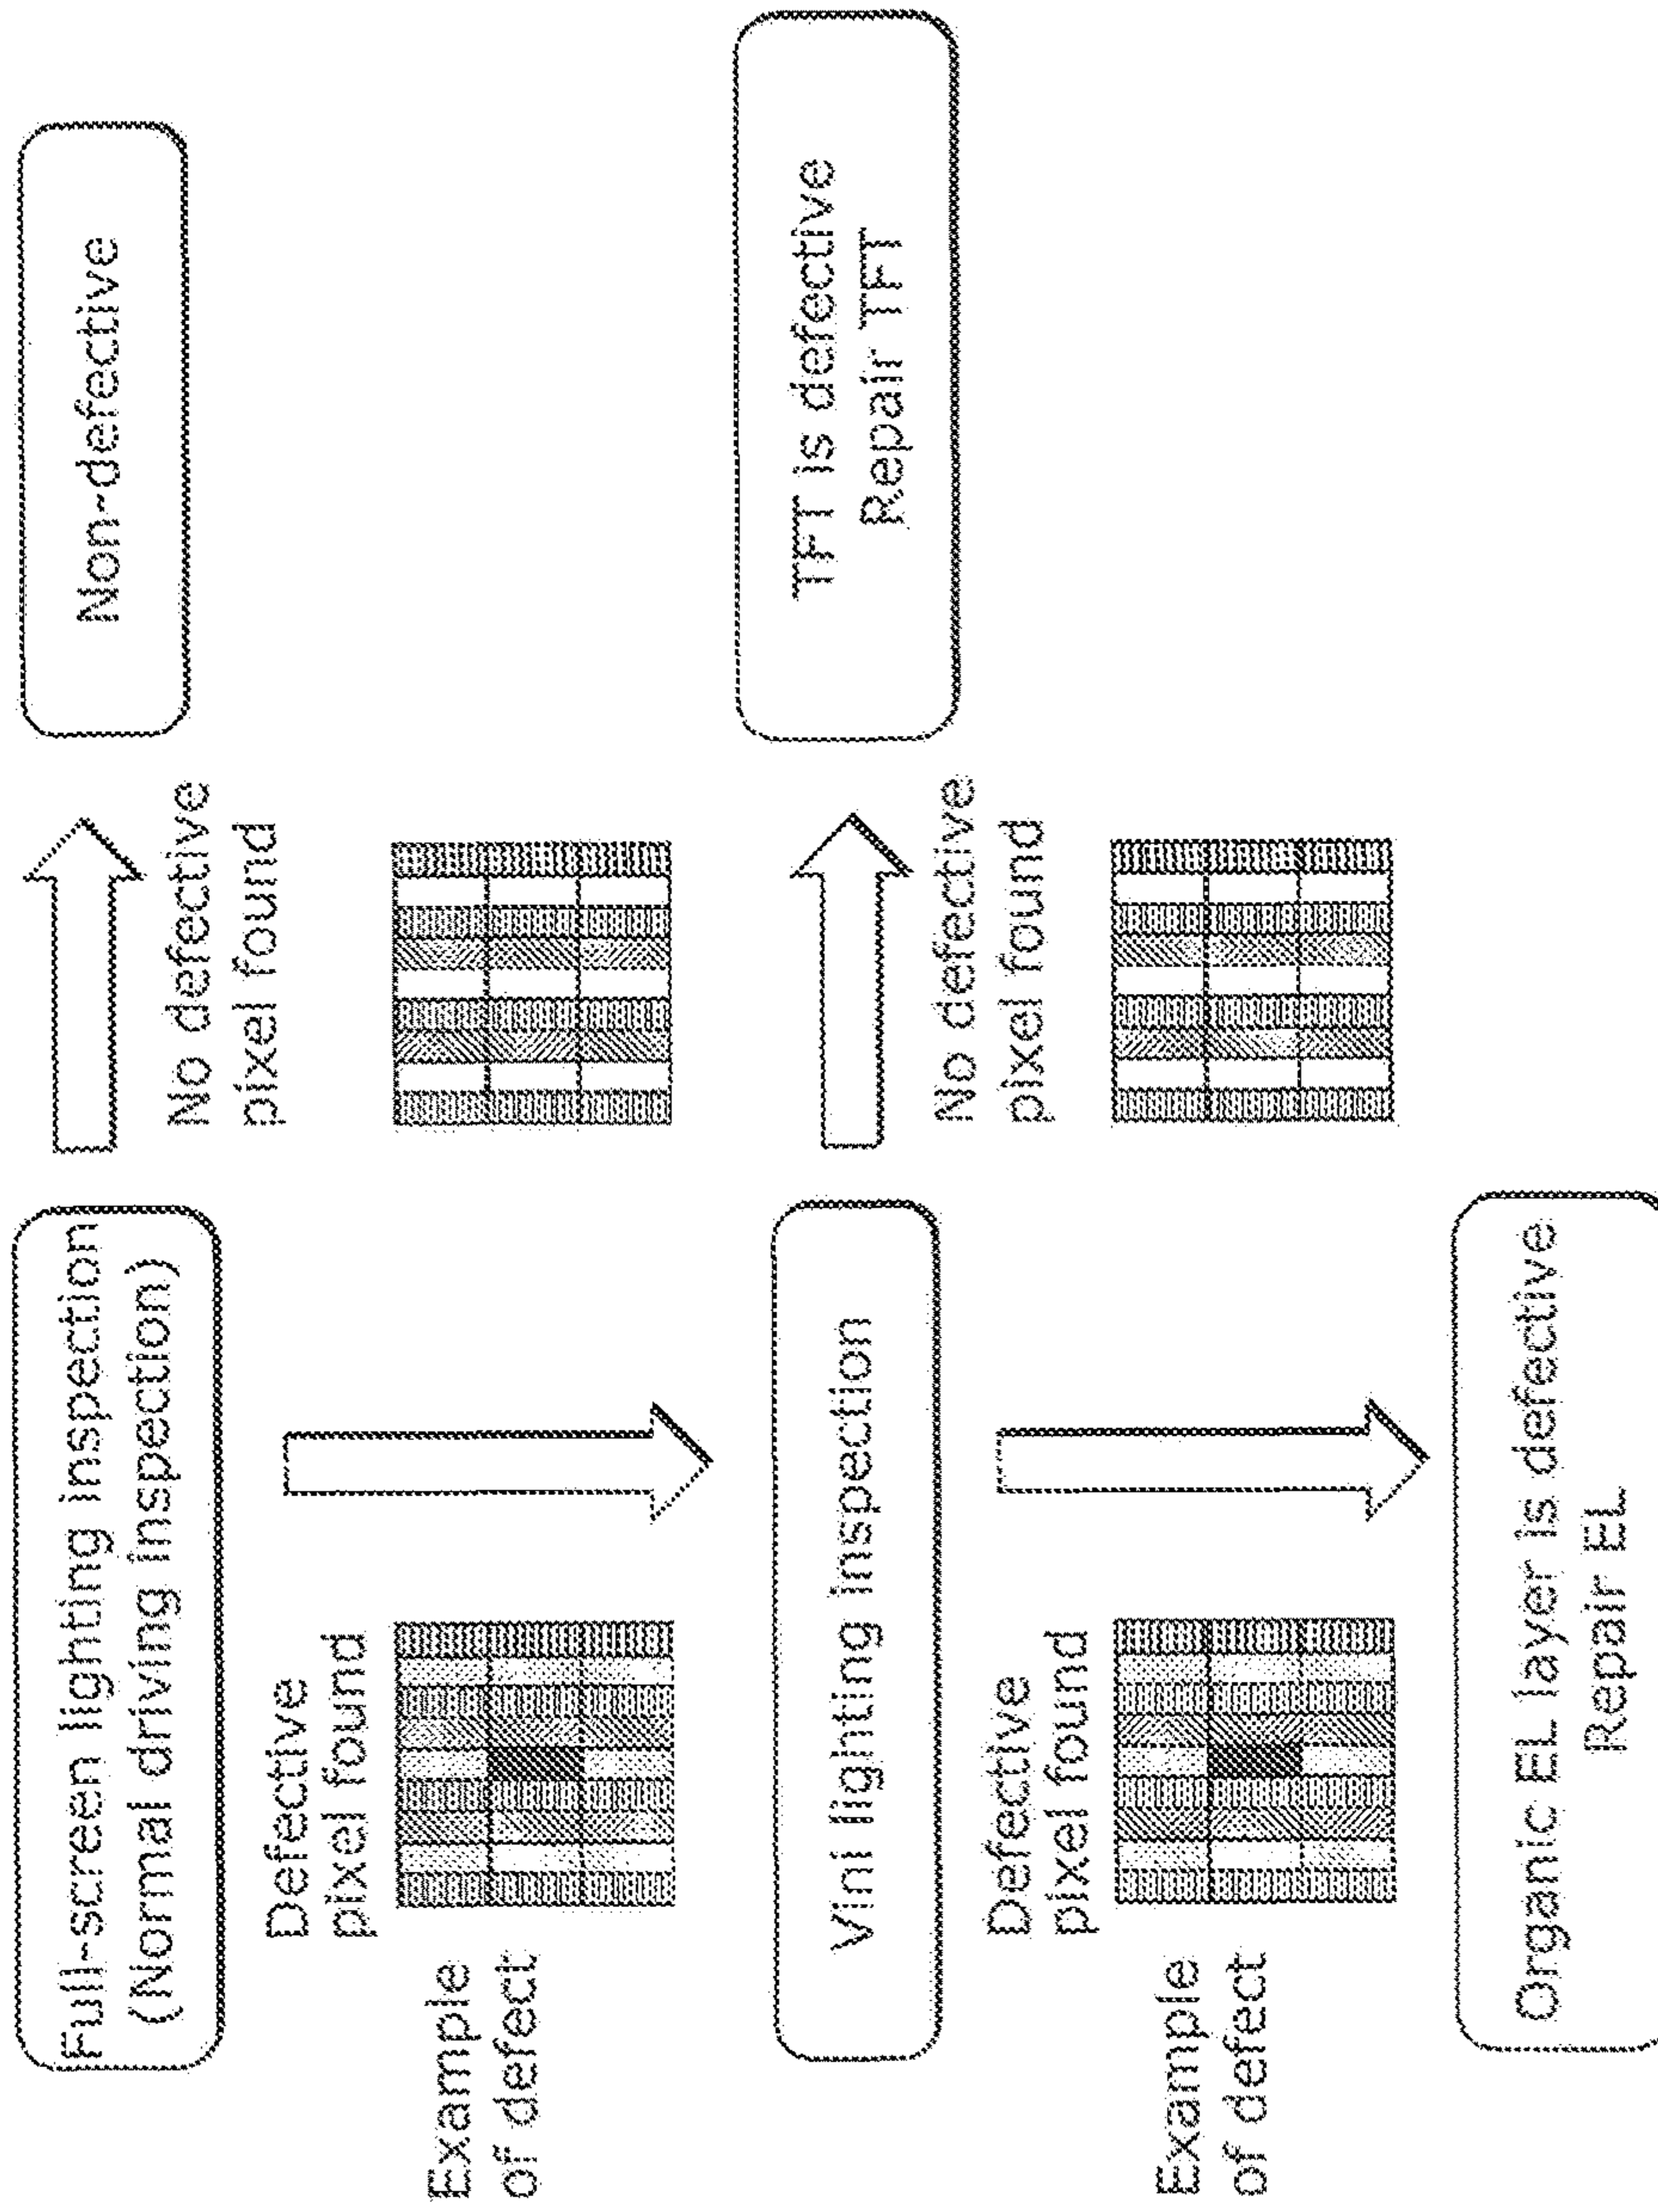 Full-screen lighting inspection
(Normal driving inspection)
Non-defective
No defective
pixel found
Defective
pixel found
Example
of defect
Vini lighting inspection
TFT is defective
Repair TFT
No defective
pixel found
Defective
pixel found
Example
of defect
Organic EL layer is defective
Repair EL